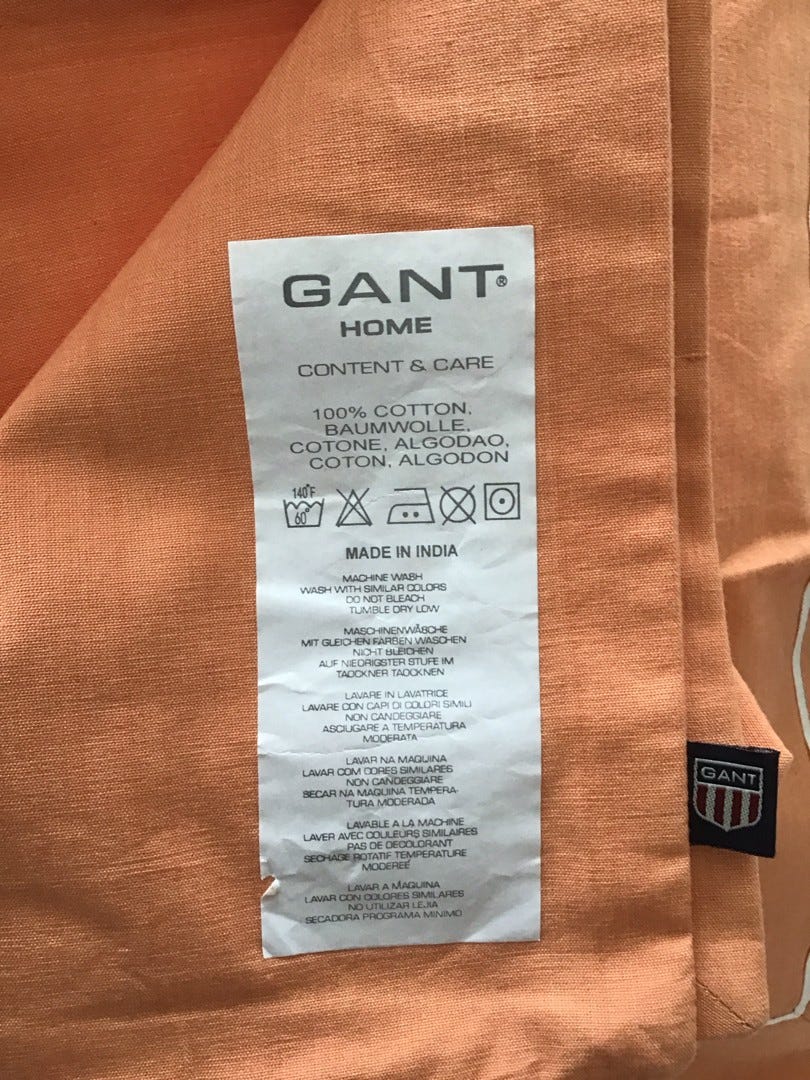 GANT®
HOME
CONTENT & CARE
100% COTTON,
BAUMWOLLE,
COTONE, ALGODAO,
COTON, ALGODON
140°F
60°
MADE IN INDIA
MACHINE WASH
WASH WITH SIMILAR COLORS
DO NOT BLEACH
TUMBLE DRY LOW
MASCHINENWÄSCHE
MIT GLEICHEN FARBEN WASCHEN
NICHT BLEICHEN
AUF NIEDRIGSTER STUFE IM
TAOCKNER TAOCKNEN
LAVARE IN LAVATRICE
LAVARE CON CAPI DI COLORI SIMILI
NON CANDEGGIARE
ASCIUGARE A TEMPERATURA
MODERATA
LAVAR NA MAQUINA
LAVAR COM CORES SIMILARES
NON CANDEGGIARE
SECAR NA MAQUINA TEMPERA-
TURA MODERADA
LAVABLE A LA MACHINE
LAVER AVEC COULEURS SIMILAIRES
PAS DE DECOLORANT
SECHAGE ROTATIF TEMPERATURE
MODEREÉ
LAVAR A MAQUINA
LAVAR CON COLORES SIMILARES
NO UTILIZAR LEJIA
SECADORA PROGRAMA MINIMO
GANT